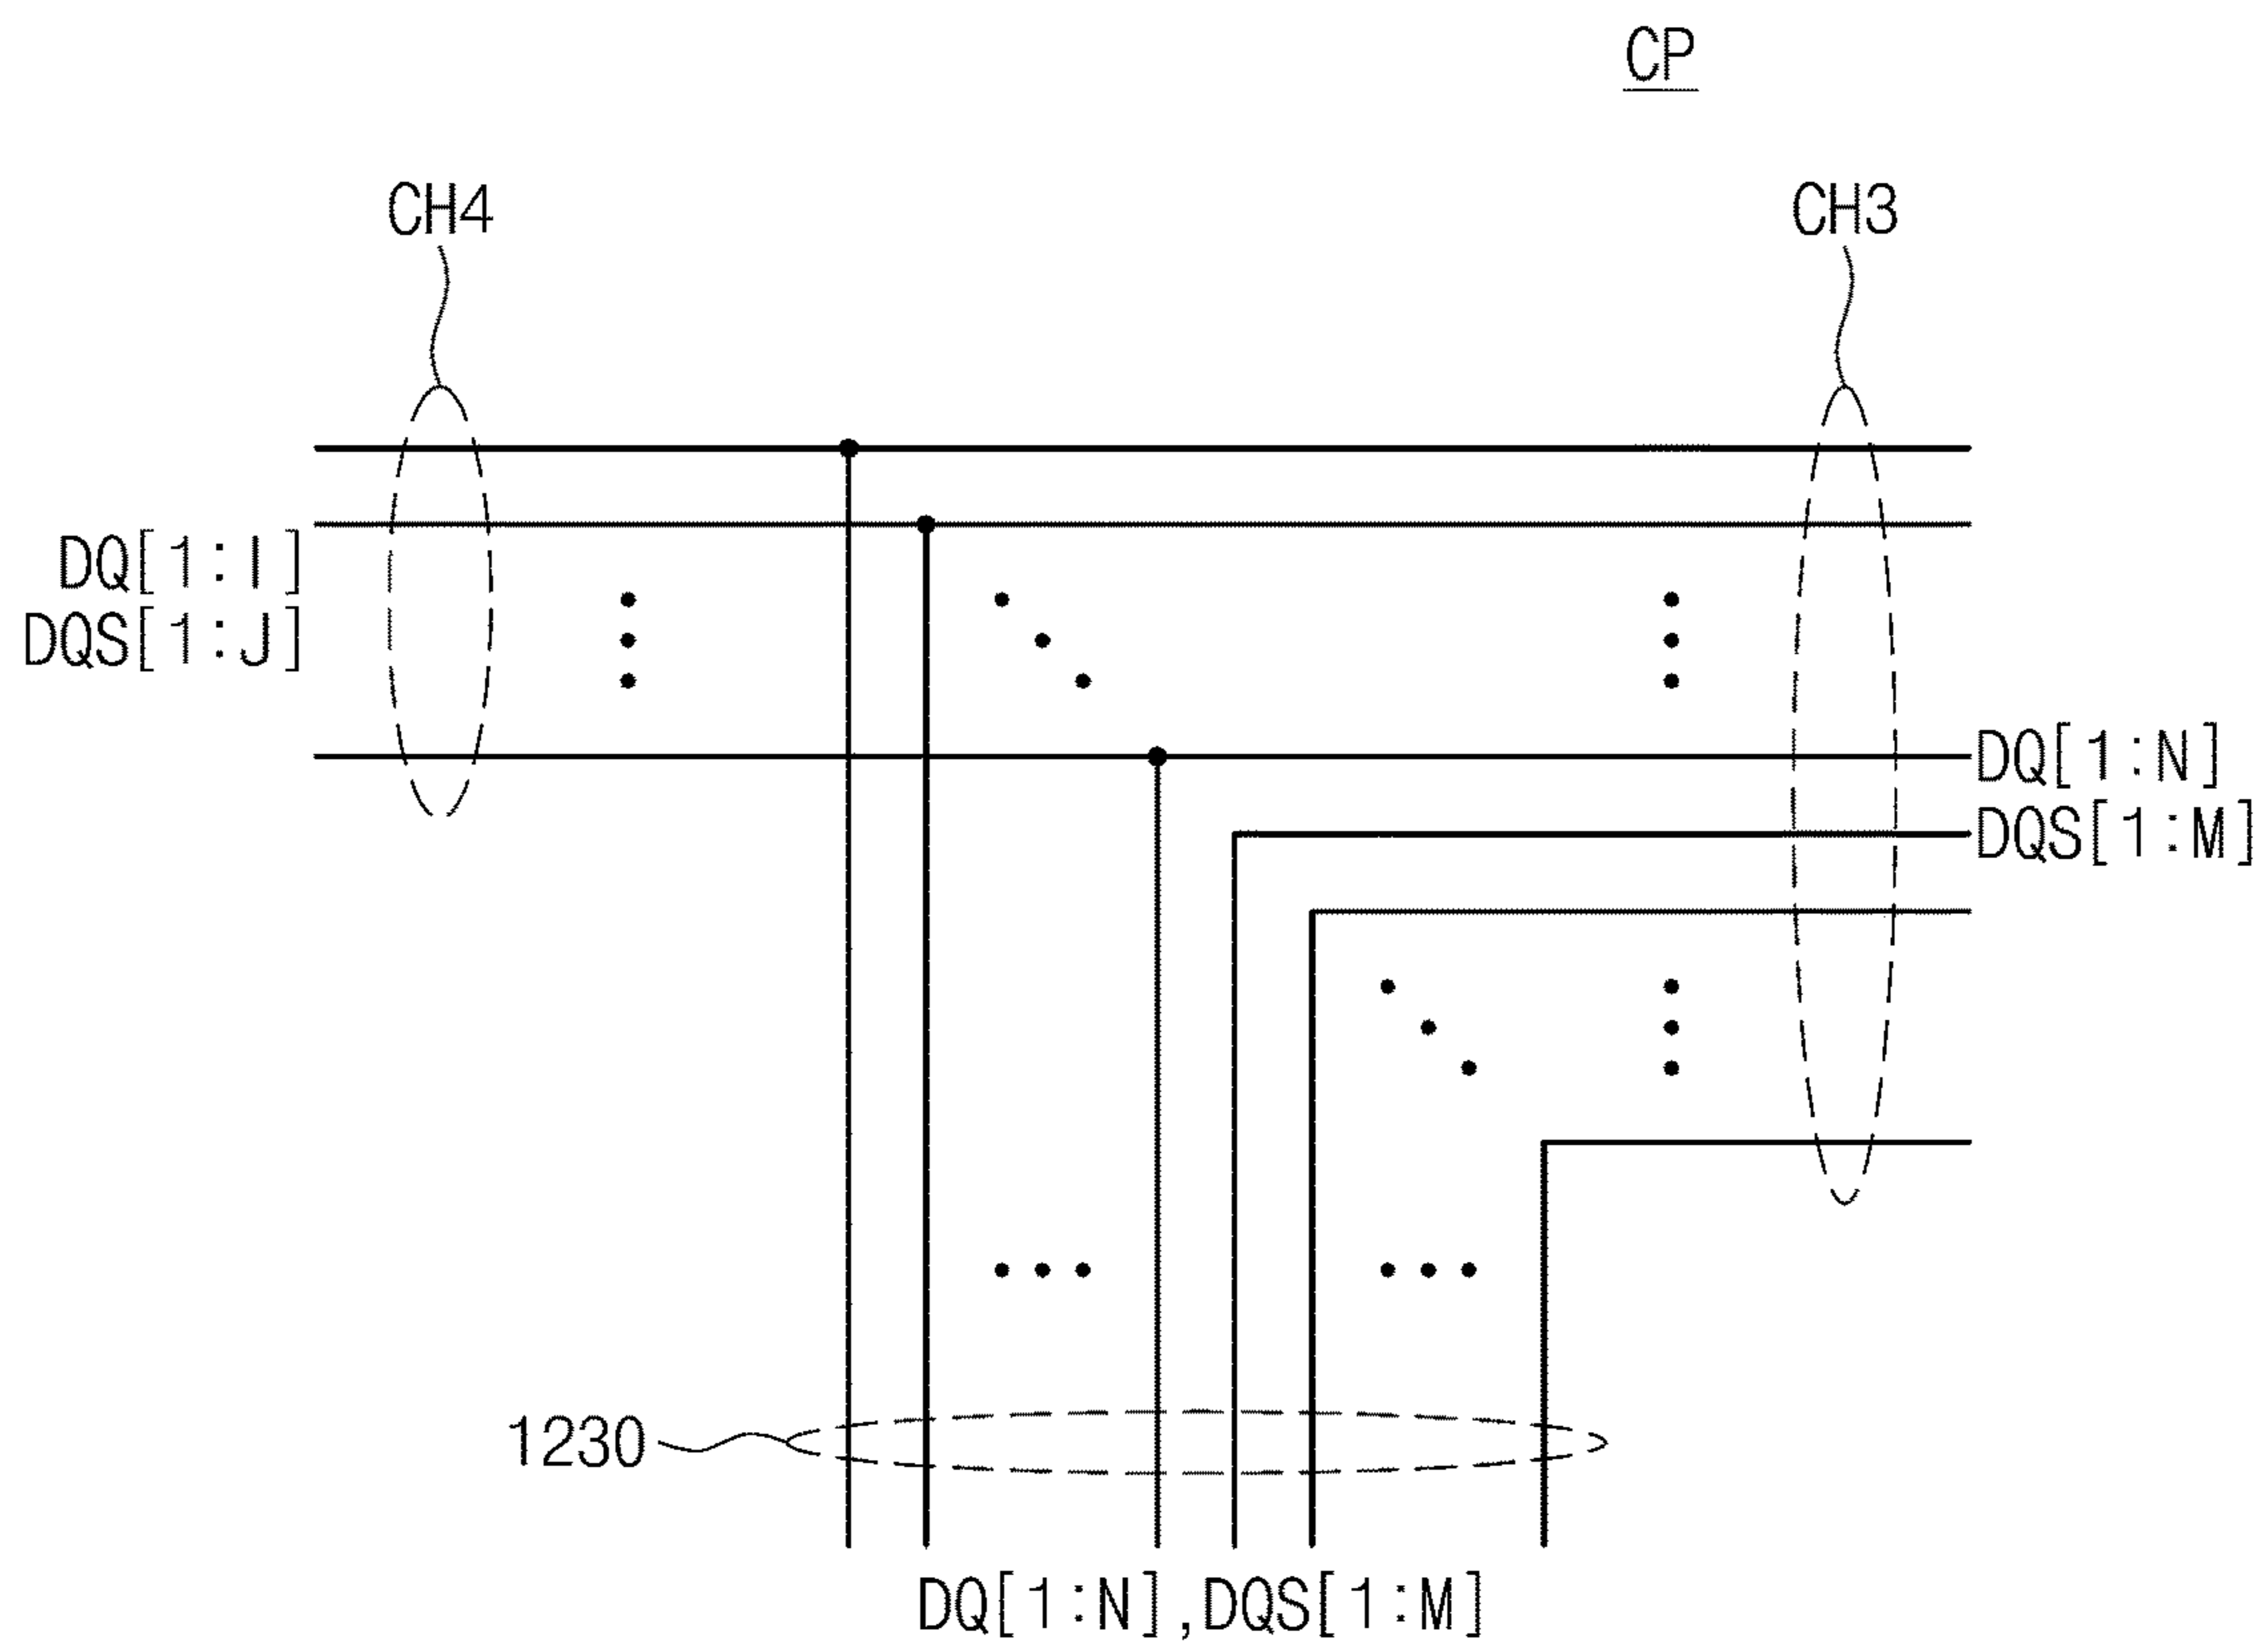 CP
CH4
CH3
DQ[1:I]
DQS[1:J]
DQ[1:N]
DQS[1:M]
1230
DQ[1:N],DQS[1:M]